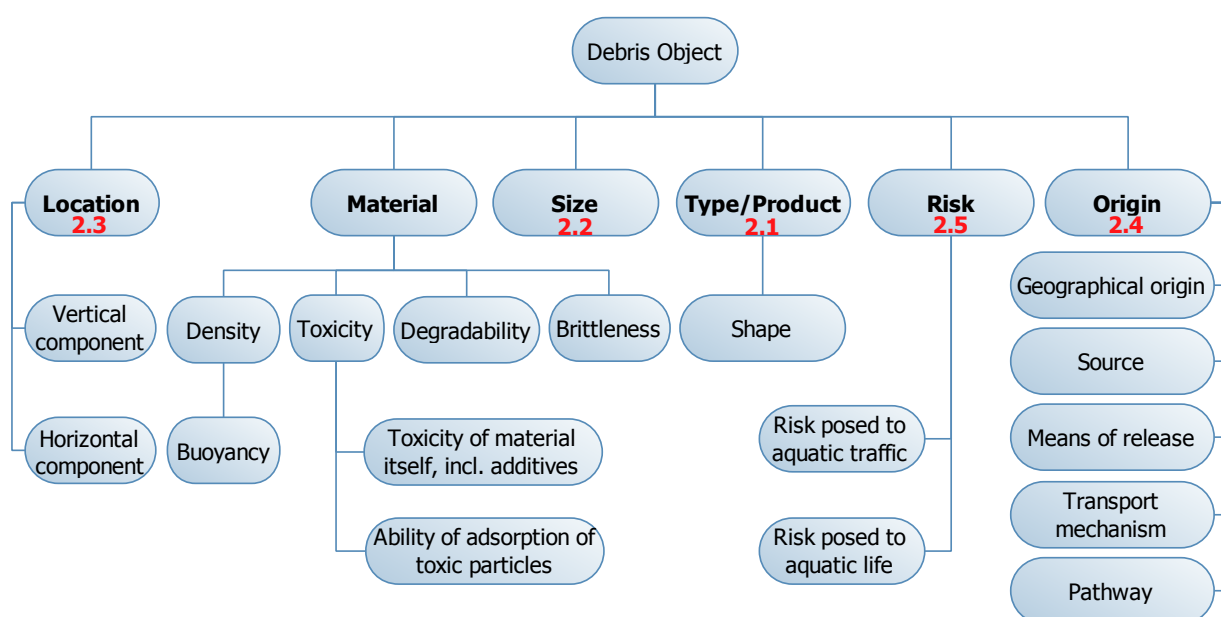 Debris Object
Location
2.3
Material
Size
2.2
Type/Product
2.1
Risk
2.5
Origin
2.4
Vertical
component
Horizontal
component
Density
Buoyancy
Toxicity
Toxicity of material
itself, incl. additives
Ability of adsorption of
toxic particles
Degradability
Brittleness
Shape
Risk posed to
aquatic traffic
Risk posed to
aquatic life
Geographical origin
Source
Means of release
Transport
mechanism
Pathway